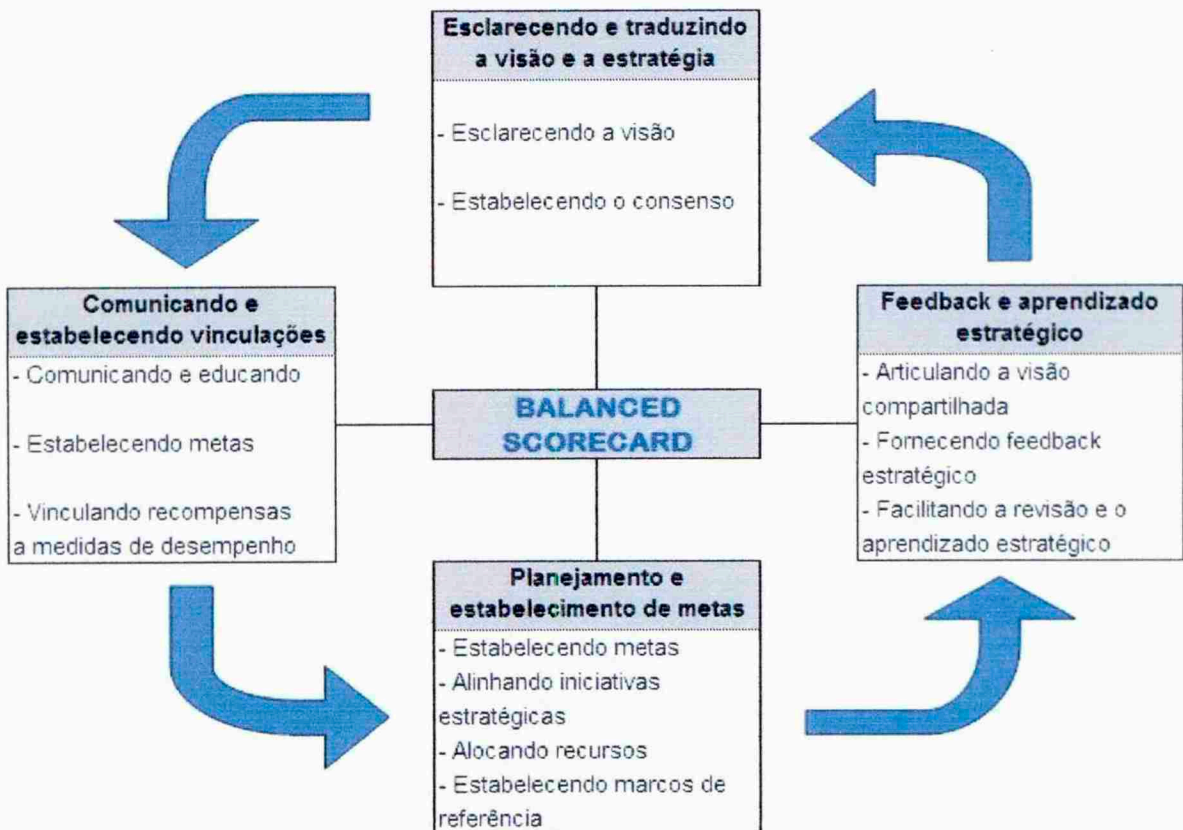 Esclarecendo e traduzindo
a visão e a estratégia
- Esclarecendo a visão
- Estabelecendo o consenso
Comunicando e
estabelecendo vinculações
- Comunicando e educando
- Estabelecendo metas
- Vinculando recompensas
a medidas de desempenho
BALANCED
SCORECARD
Feedback e aprendizado
estratégico
- Articulando a visão
compartilhada
- Fornecendo feedback
estratégico
- Facilitando a revisão e o
aprendizado estratégico
Planejamento e
estabelecimento de metas
- Estabelecendo metas
- Alinhando iniciativas
estratégicas
- Alocando recursos
- Estabelecendo marcos de
referência